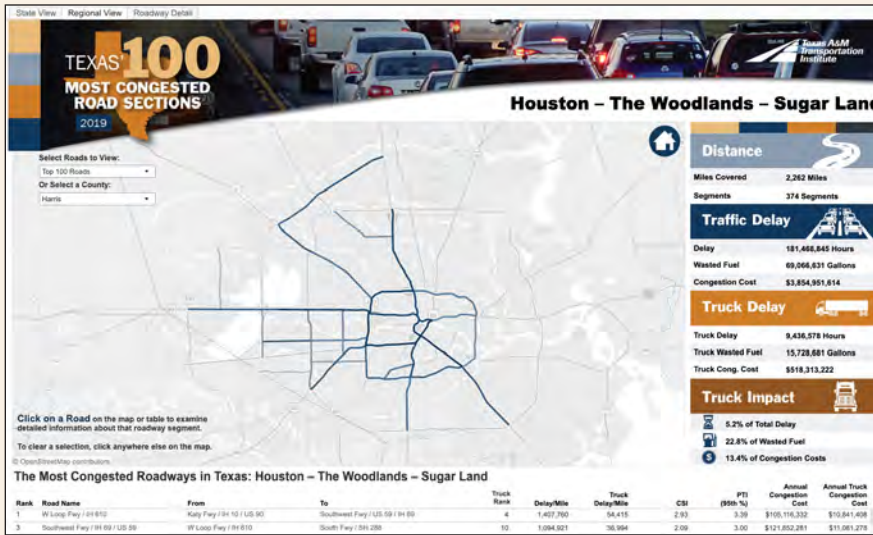 State View
Regional View
Roadway Detail
TEXAS' 100
MOST CONGESTED
ROAD SECTIONS
2019
Texas A&M
Transportation
Institute
Houston – The Woodlands – Sugar Land
Select Roads to View:
Top 100 Roads
Or Select a County:
Harris
Distance
Miles Covered 2,262 Miles
Segments 374 Segments
Traffic Delay
Delay 181,468,845 Hours
Wasted Fuel 69,066,631 Gallons
Congestion Cost $3,854,951,614
Truck Delay
Truck Delay 9,436,578 Hours
Truck Wasted Fuel 15,728,681 Gallons
Truck Cong. Cost $518,313,222
Truck Impact
5.2% of Total Delay
22.8% of Wasted Fuel
$ 13.4% of Congestion Costs
Click on a Road on the map or table to examine
detailed information about that roadway segment.
To clear a selection, click anywhere else on the map.
© OpenStreetMap contributors
The Most Congested Roadways in Texas: Houston – The Woodlands – Sugar Land
Rank Road Name From To Truck Rank Delay/Mile Truck Delay/Mile CSI PTI (95th %) Annual Congestion Cost Annual Truck Congestion Cost
1 W Loop Fwy / IH 610 Katy Fwy / IH 10 / US 90 Southwest Fwy / US 59 / IH 69 4 1,407,760 54,415 2.93 3.39 $105,116,332 $10,841,408
3 Southwest Fwy / IH 69 / US 59 W Loop Fwy / IH 610 South Fwy / SH 288 10 1,094,921 36,994 2.09 3.00 $121,652,281 $11,081,278